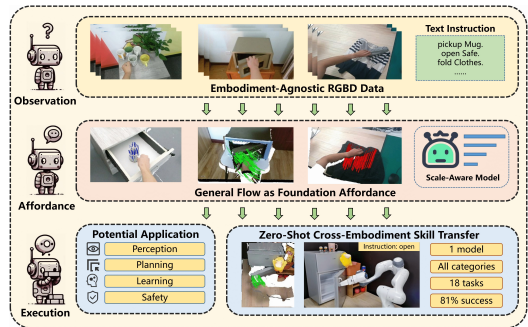 Text Instruction
pickup Mug.
open Safe.
fold Clothes.
......
Observation
Embodiment-Agnostic RGBD Data
Affordance
General Flow as Foundation Affordance
Scale-Aware Model
Potential Application
Perception
Planning
Learning
Safety
Execution
Zero-Shot Cross-Embodiment Skill Transfer
Instruction: open
1 model
All categories
18 tasks
81% success